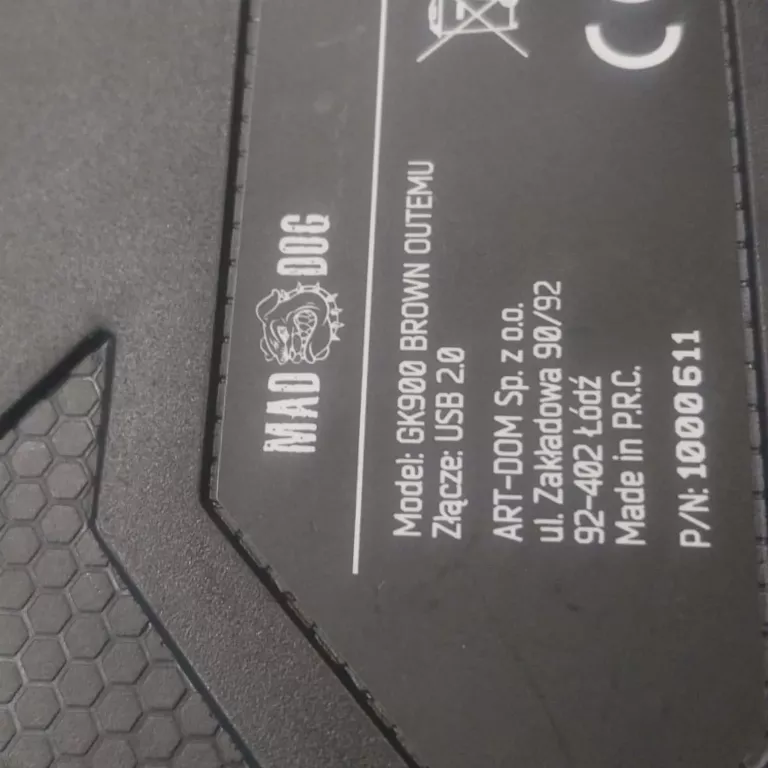 MAD DOG
Model: GK900 BROWN OUTEMU
Złącze: USB 2.0
ART-DOM Sp. z o.o.
ul. Zakładowa 90/92
92-402 Łódź
Made in P.R.C.
P/N: 1000611